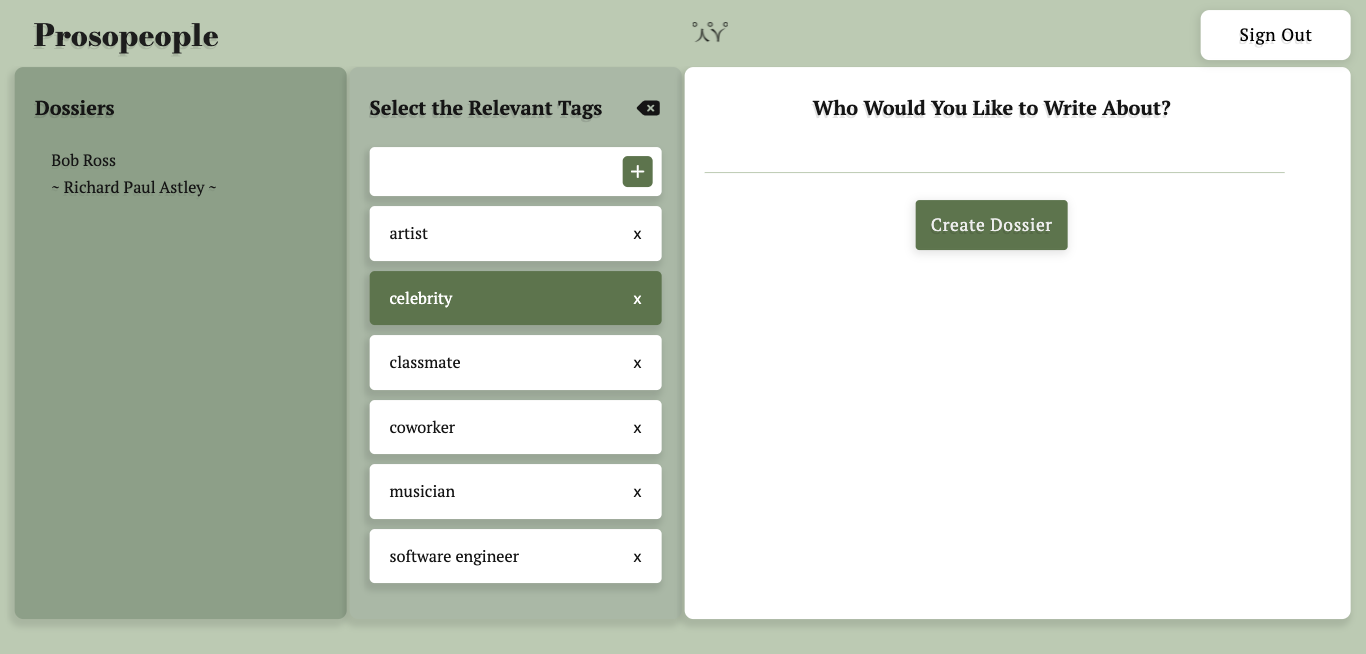 Prosopeople
Sign Out
Dossiers
Bob Ross
~ Richard Paul Astley ~
Select the Relevant Tags
+
artist x
celebrity x
classmate x
coworker x
musician x
software engineer x
Who Would You Like to Write About?
Create Dossier